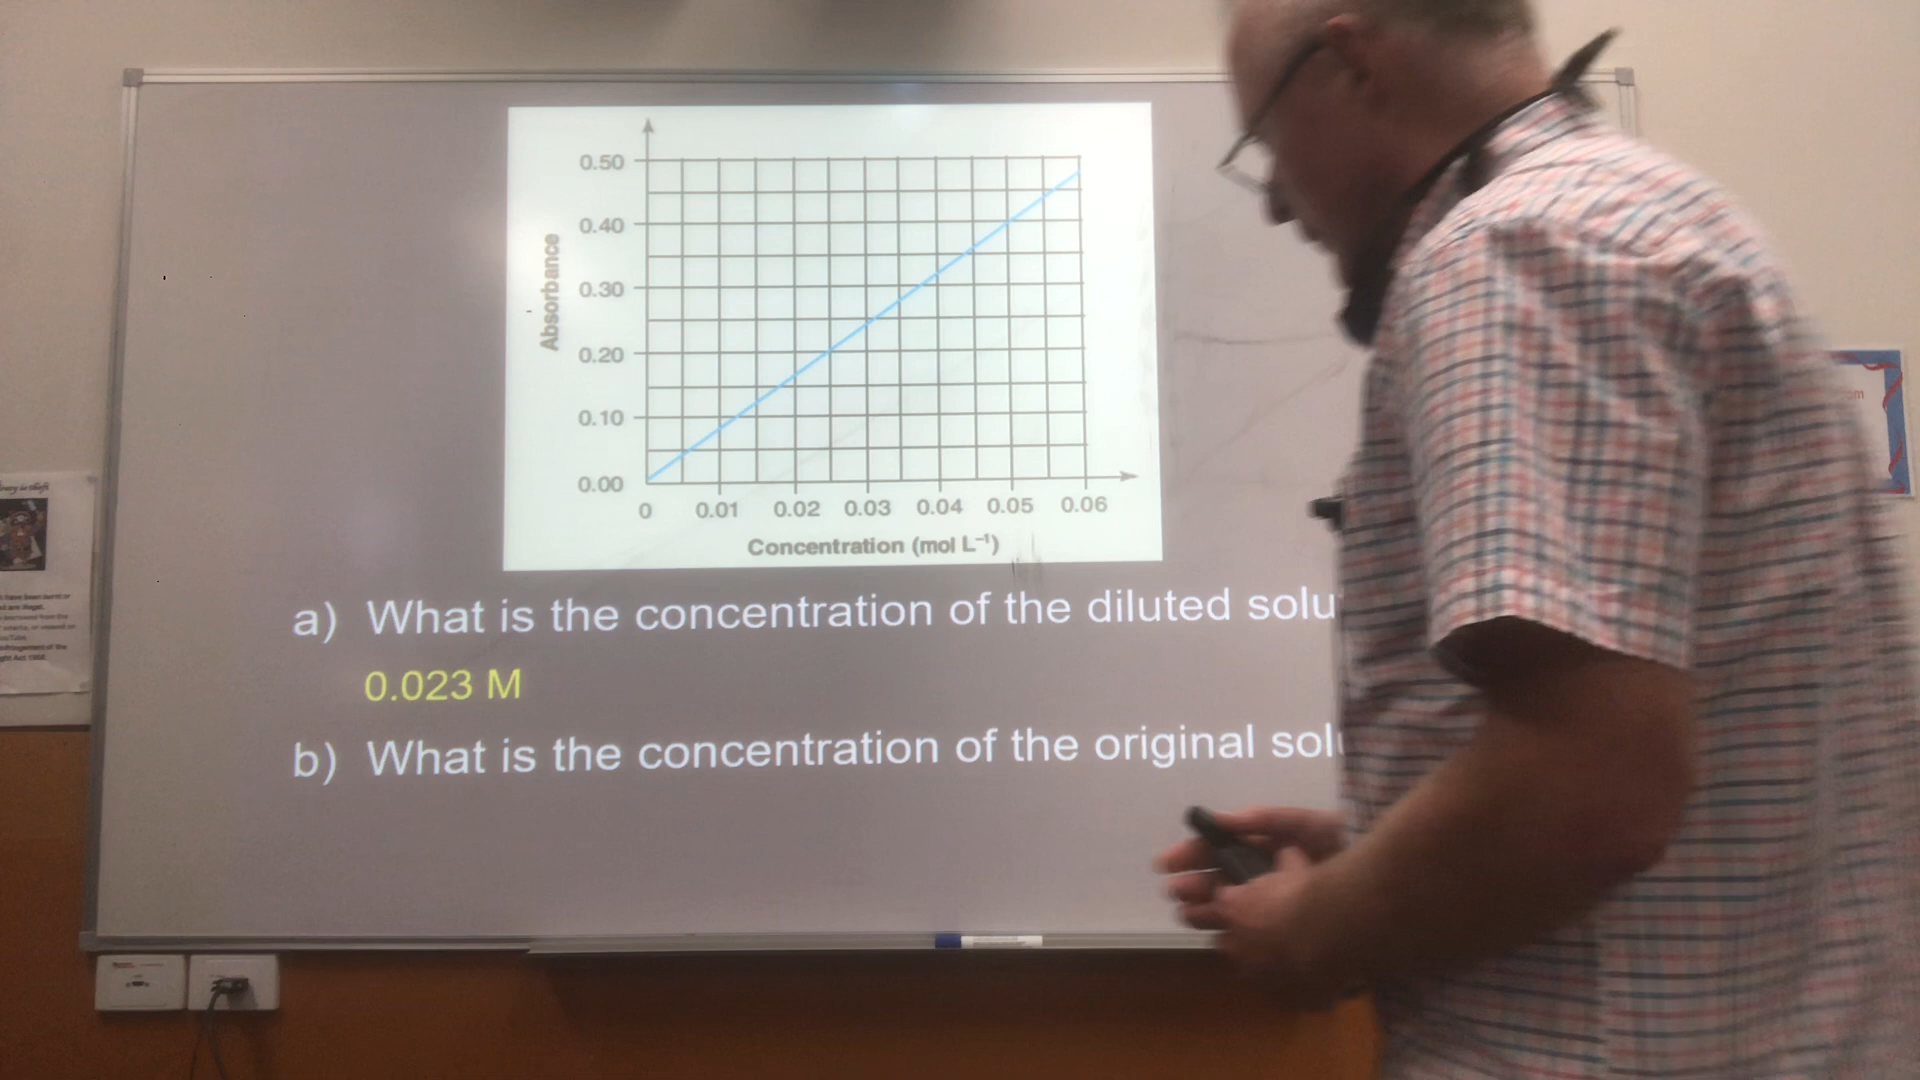 0.50
0.40
0.30
0.20
0.10
0.00
Absorbance
0 0.01 0.02 0.03 0.04 0.05 0.06
Concentration (mol L⁻¹)
a) What is the concentration of the diluted solu
0.023 M
b) What is the concentration of the original sol